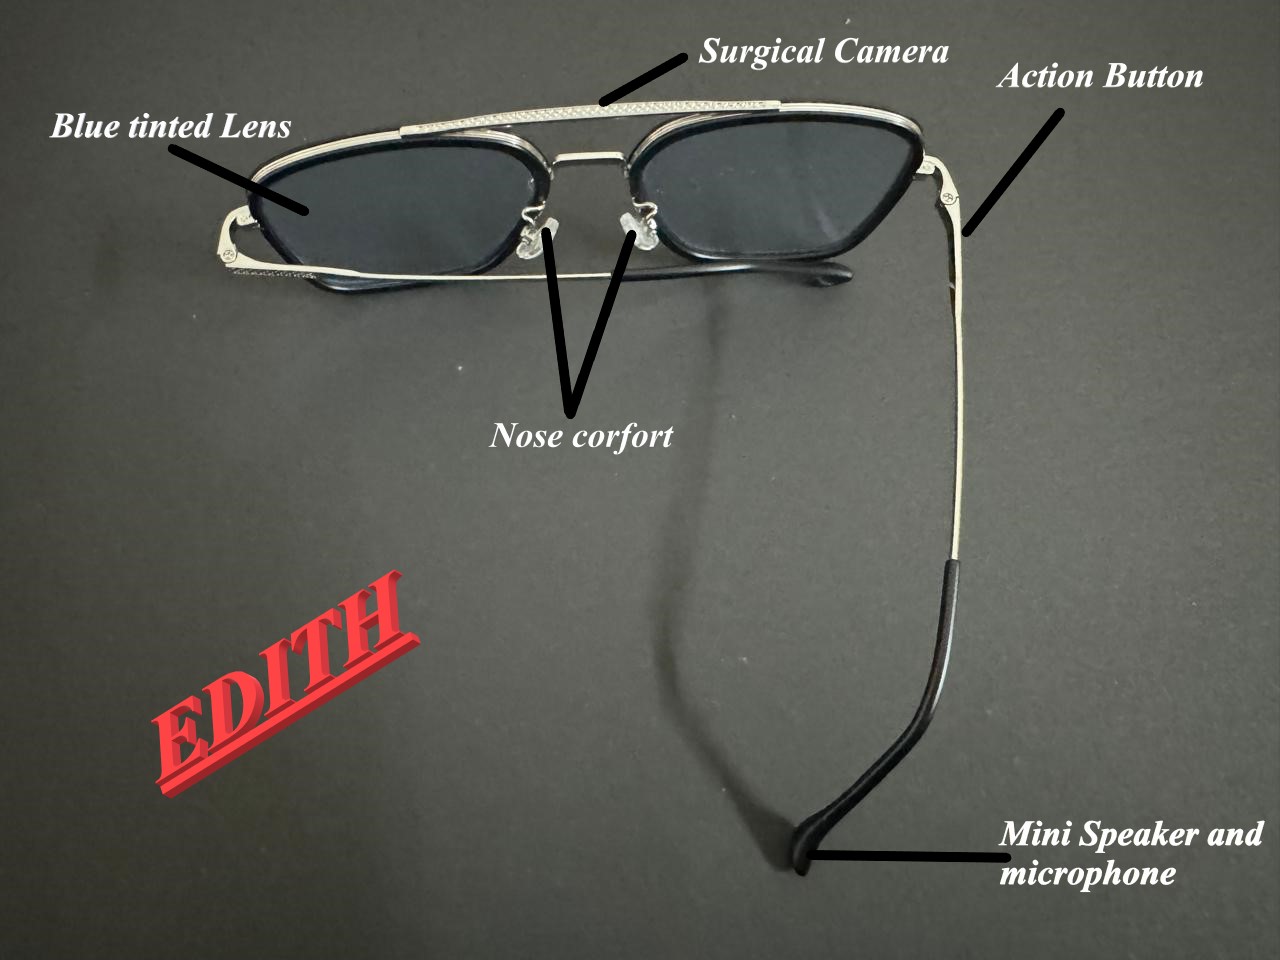 Surgical Camera
Action Button
Blue tinted Lens
Nose corfort
EDITH
Mini Speaker and
microphone